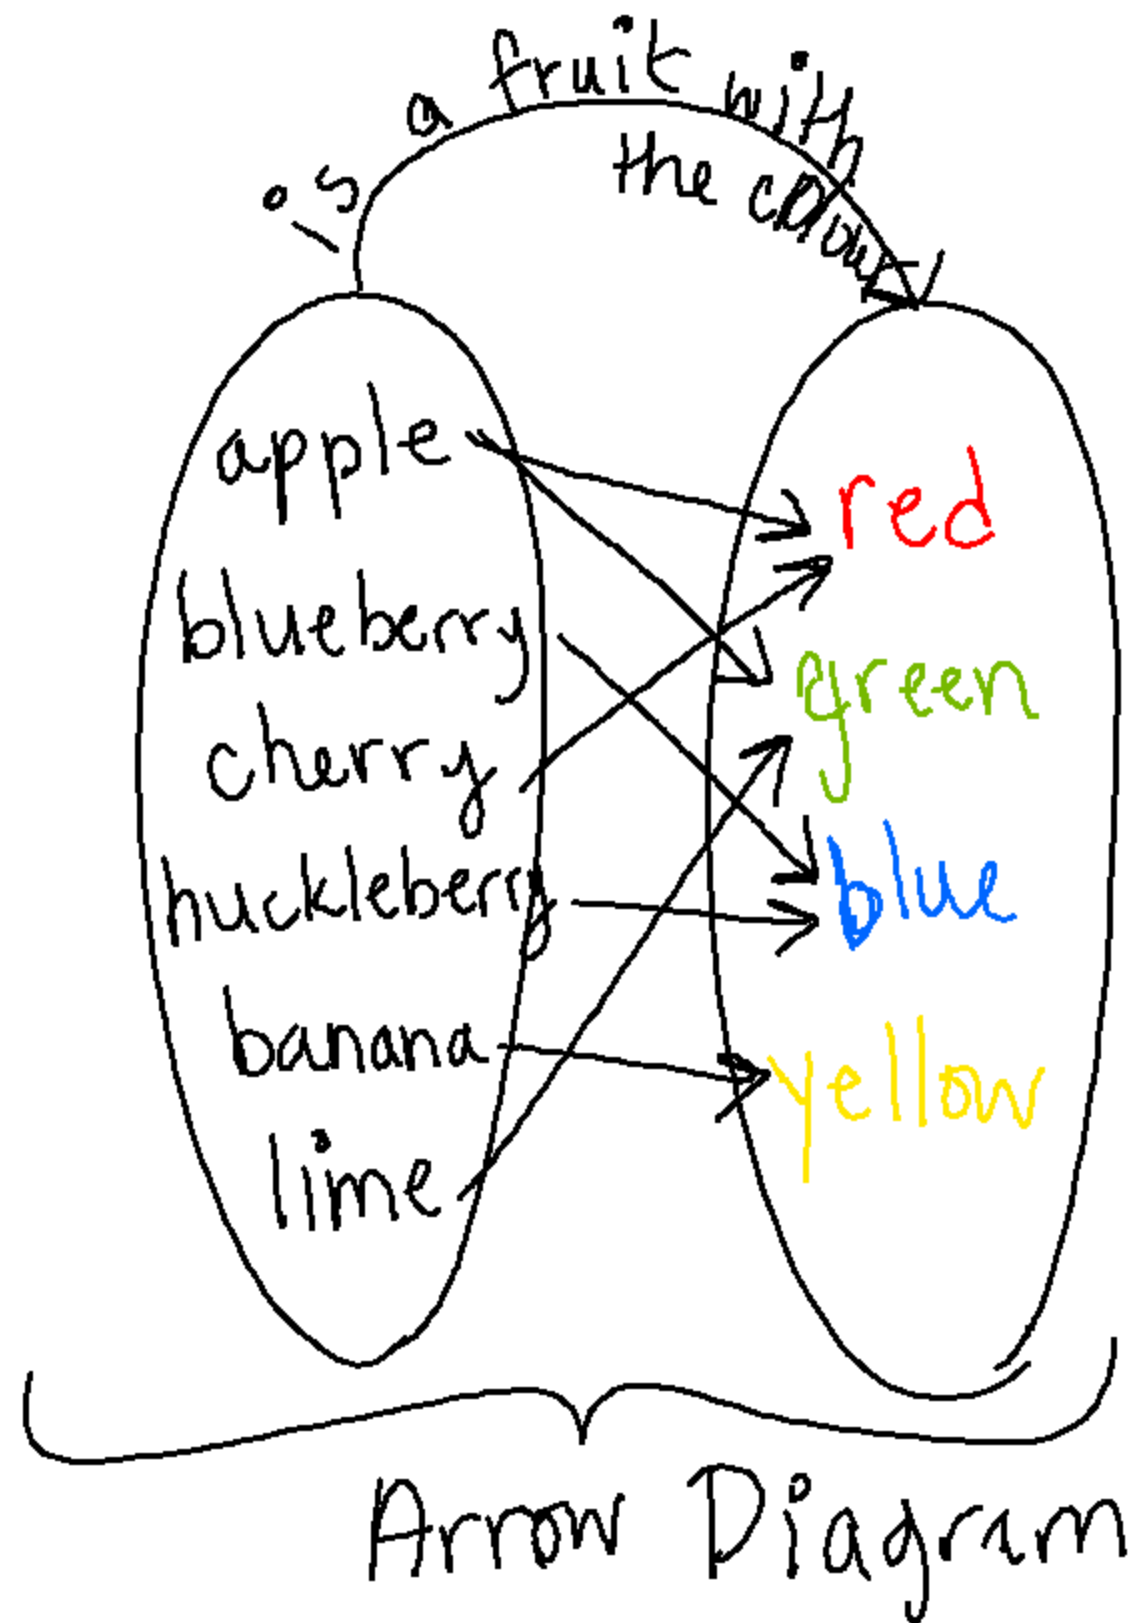 is a fruit with
the colour
apple
blueberry
cherry
huckleberry
banana
lime
red
green
blue
yellow
Arrow Diagram